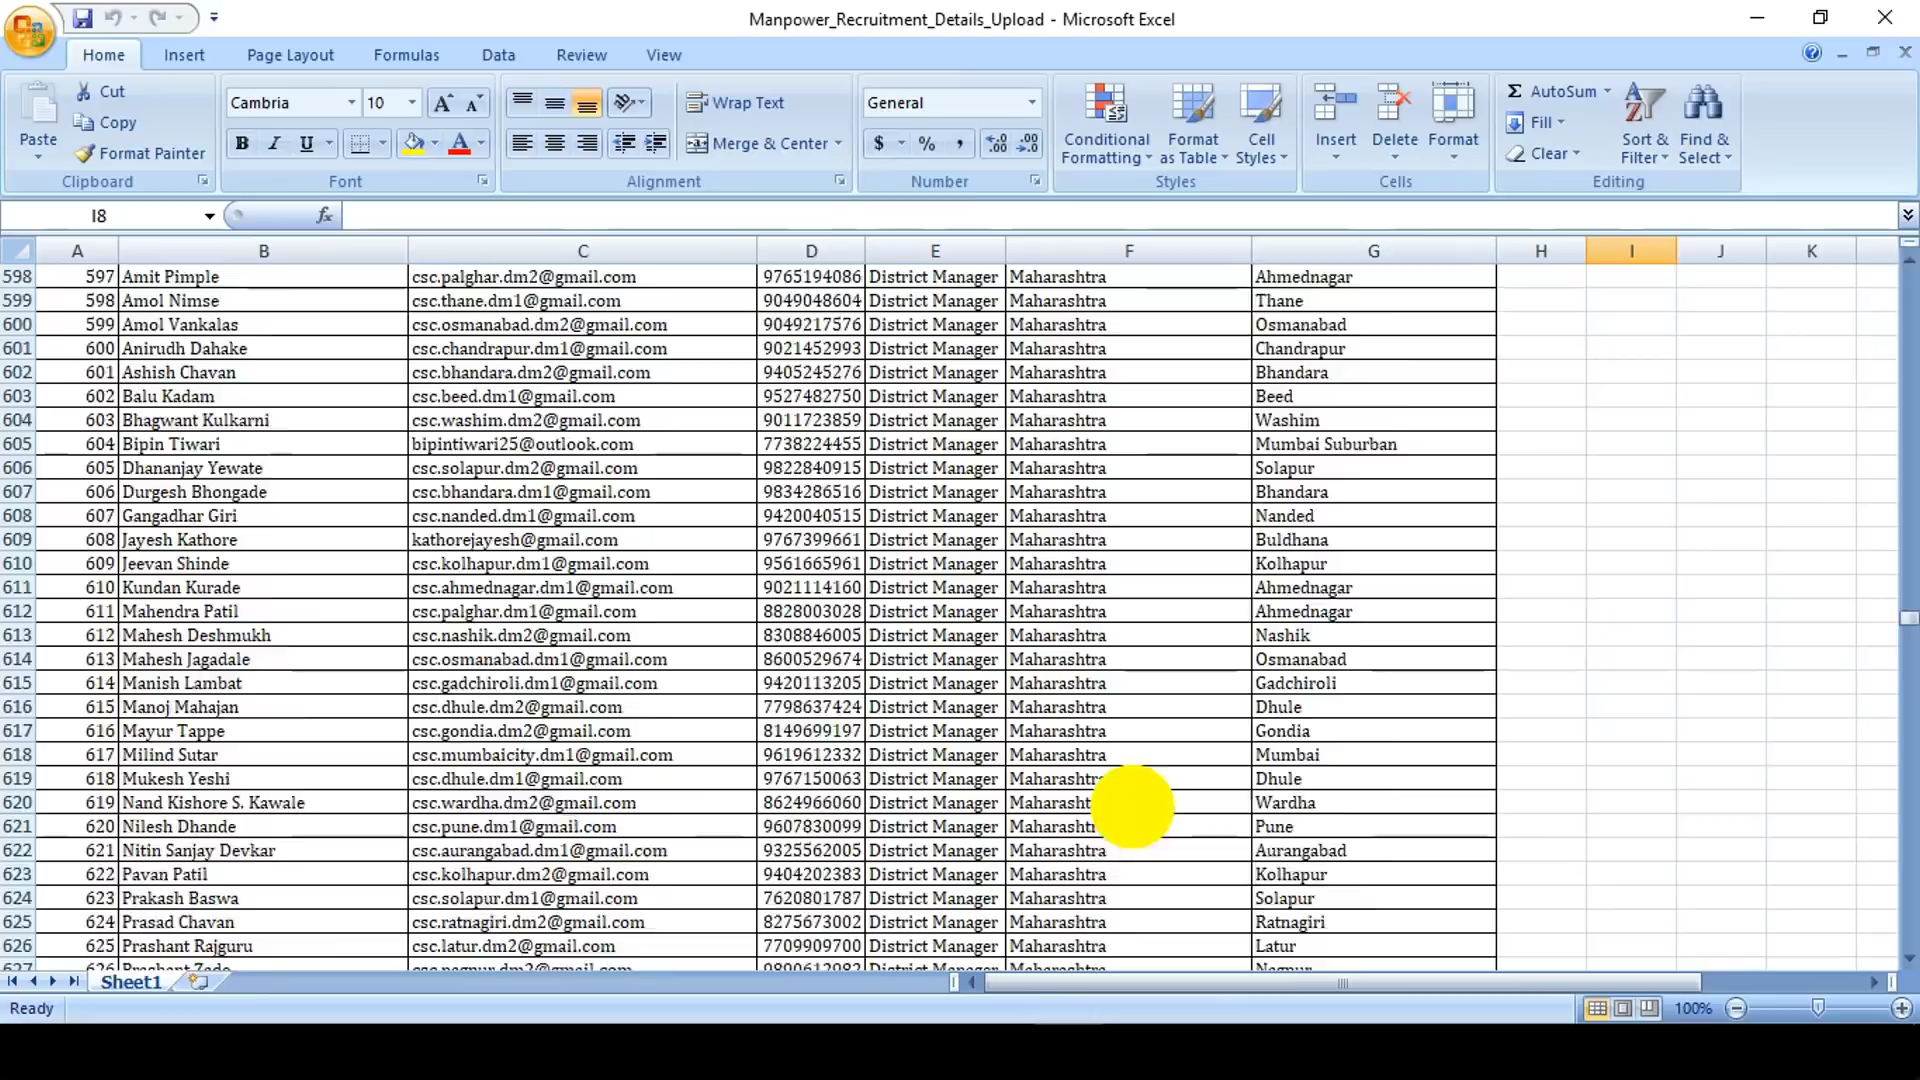 Manpower_Recruitment_Details_Upload - Microsoft Excel
Home Insert Page Layout Formulas Data Review View
Paste Cut Copy Format Painter Clipboard
Cambria 10 B I U A Font
Wrap Text Merge & Center Alignment
General $ % , Number
Conditional Formatting Format as Table Cell Styles Styles
Insert Delete Format Cells
Σ AutoSum Fill Clear Sort & Filter Find & Select Editing
I8 fx
A B C D E F G H I J K
598 597 Amit Pimple csc.palghar.dm2@gmail.com 9765194086 District Manager Maharashtra Ahmednagar
599 598 Amol Nimse csc.thane.dm1@gmail.com 9049048604 District Manager Maharashtra Thane
600 599 Amol Vankalas csc.osmanabad.dm2@gmail.com 9049217576 District Manager Maharashtra Osmanabad
601 600 Anirudh Dahake csc.chandrapur.dm1@gmail.com 9021452993 District Manager Maharashtra Chandrapur
602 601 Ashish Chavan csc.bhandara.dm2@gmail.com 9405245276 District Manager Maharashtra Bhandara
603 602 Balu Kadam csc.beed.dm1@gmail.com 9527482750 District Manager Maharashtra Beed
604 603 Bhagwant Kulkarni csc.washim.dm2@gmail.com 9011723859 District Manager Maharashtra Washim
605 604 Bipin Tiwari bipintiwari25@outlook.com 7738224455 District Manager Maharashtra Mumbai Suburban
606 605 Dhananjay Yewate csc.solapur.dm2@gmail.com 9822840915 District Manager Maharashtra Solapur
607 606 Durgesh Bhongade csc.bhandara.dm1@gmail.com 9834286516 District Manager Maharashtra Bhandara
608 607 Gangadhar Giri csc.nanded.dm1@gmail.com 9420040515 District Manager Maharashtra Nanded
609 608 Jayesh Kathore kathorejayesh@gmail.com 9767399661 District Manager Maharashtra Buldhana
610 609 Jeevan Shinde csc.kolhapur.dm1@gmail.com 9561665961 District Manager Maharashtra Kolhapur
611 610 Kundan Kurade csc.ahmednagar.dm1@gmail.com 9021114160 District Manager Maharashtra Ahmednagar
612 611 Mahendra Patil csc.palghar.dm1@gmail.com 8828003028 District Manager Maharashtra Ahmednagar
613 612 Mahesh Deshmukh csc.nashik.dm2@gmail.com 8308846005 District Manager Maharashtra Nashik
614 613 Mahesh Jagadale csc.osmanabad.dm1@gmail.com 8600529674 District Manager Maharashtra Osmanabad
615 614 Manish Lambat csc.gadchiroli.dm1@gmail.com 9420113205 District Manager Maharashtra Gadchiroli
616 615 Manoj Mahajan csc.dhule.dm2@gmail.com 7798637424 District Manager Maharashtra Dhule
617 616 Mayur Tappe csc.gondia.dm2@gmail.com 8149699197 District Manager Maharashtra Gondia
618 617 Milind Sutar csc.mumbaicity.dm1@gmail.com 9619612332 District Manager Maharashtra Mumbai
619 618 Mukesh Yeshi csc.dhule.dm1@gmail.com 9767150063 District Manager Maharashtra Dhule
620 619 Nand Kishore S. Kawale csc.wardha.dm2@gmail.com 8624966060 District Manager Maharasht Wardha
621 620 Nilesh Dhande csc.pune.dm1@gmail.com 9607830099 District Manager Maharasht Pune
622 621 Nitin Sanjay Devkar csc.aurangabad.dm1@gmail.com 9325562005 District Manager Maharashtra Aurangabad
623 622 Pavan Patil csc.kolhapur.dm2@gmail.com 9404202383 District Manager Maharashtra Kolhapur
624 623 Prakash Baswa csc.solapur.dm1@gmail.com 7620801787 District Manager Maharashtra Solapur
625 624 Prasad Chavan csc.ratnagiri.dm2@gmail.com 8275673002 District Manager Maharashtra Ratnagiri
626 625 Prashant Rajguru csc.latur.dm2@gmail.com 7709909700 District Manager Maharashtra Latur
627 626 Prashant csc.nagpur.dm2@gmail.com District Manager Maharashtra Nagpur
Sheet1
Ready 100%